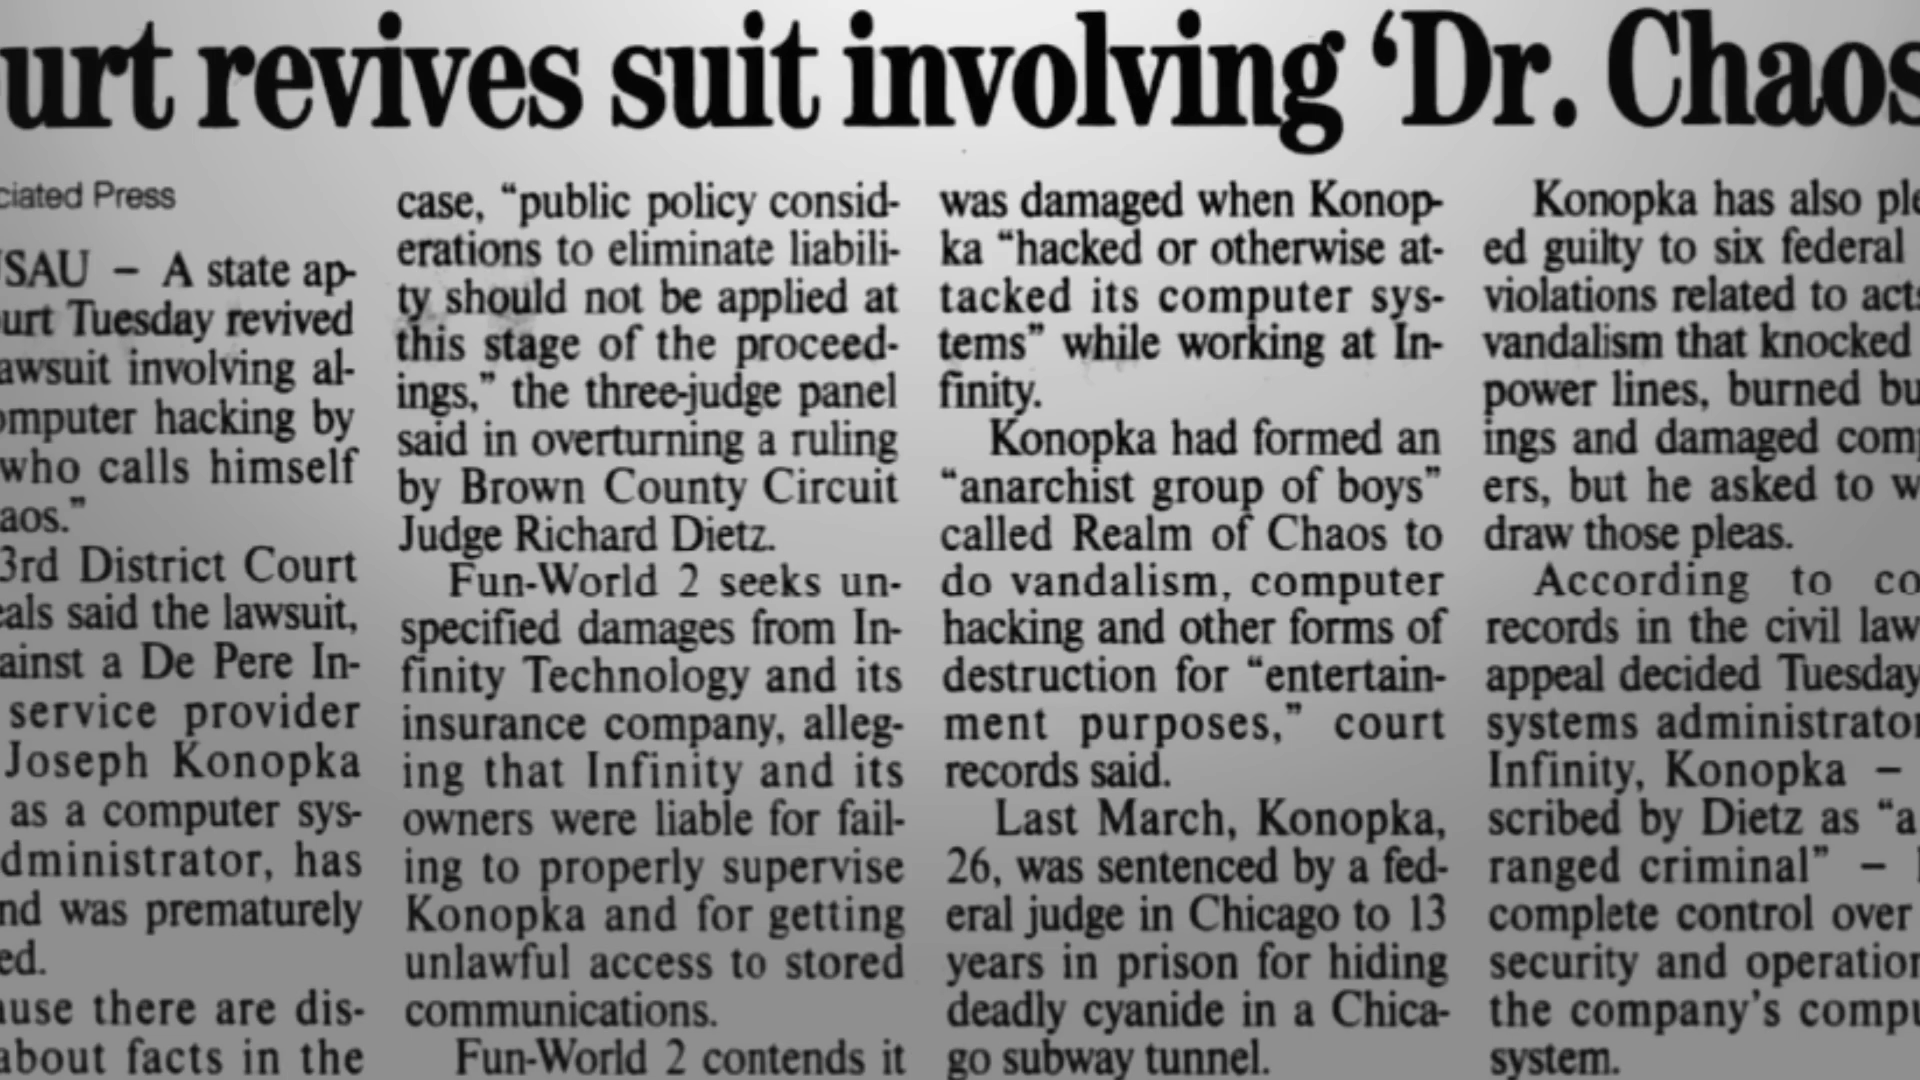 urt revives suit involving ‘Dr. Chaos
ciated Press
SAU – A state ap-
urt Tuesday revived
awsuit involving al-
omputer hacking by
who calls himself
aos.”
3rd District Court
eals said the lawsuit,
ainst a De Pere In-
service provider
Joseph Konopka
as a computer sys-
dministrator, has
nd was prematurely
ed.
ause there are dis-
about facts in the
case, “public policy consid-
erations to eliminate liabili-
ty should not be applied at
this stage of the proceed-
ings,” the three-judge panel
said in overturning a ruling
by Brown County Circuit
Judge Richard Dietz.
Fun-World 2 seeks un-
specified damages from In-
finity Technology and its
insurance company, alleg-
ing that Infinity and its
owners were liable for fail-
ing to properly supervise
Konopka and for getting
unlawful access to stored
communications.
Fun-World 2 contends it
was damaged when Konop-
ka “hacked or otherwise at-
tacked its computer sys-
tems” while working at In-
finity.
Konopka had formed an
“anarchist group of boys”
called Realm of Chaos to
do vandalism, computer
hacking and other forms of
destruction for “entertain-
ment purposes,” court
records said.
Last March, Konopka,
26, was sentenced by a fed-
eral judge in Chicago to 13
years in prison for hiding
deadly cyanide in a Chica-
go subway tunnel.
Konopka has also ple
ed guilty to six federal
violations related to acts
vandalism that knocked
power lines, burned bu
ings and damaged comp
ers, but he asked to w
draw those pleas.
According to co
records in the civil law
appeal decided Tuesday
systems administrator
Infinity, Konopka –
scribed by Dietz as “a
ranged criminal” –
complete control over
security and operation
the company’s compu
system.